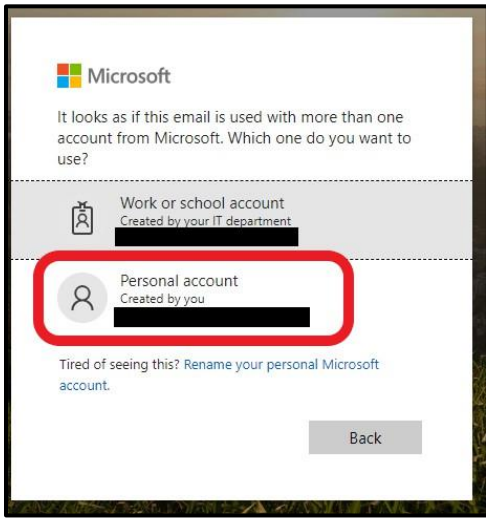 Microsoft
It looks as if this email is used with more than one
account from Microsoft. Which one do you want to
use?
Work or school account
Created by your IT department
Personal account
Created by you
Tired of seeing this? Rename your personal Microsoft
account.
Back